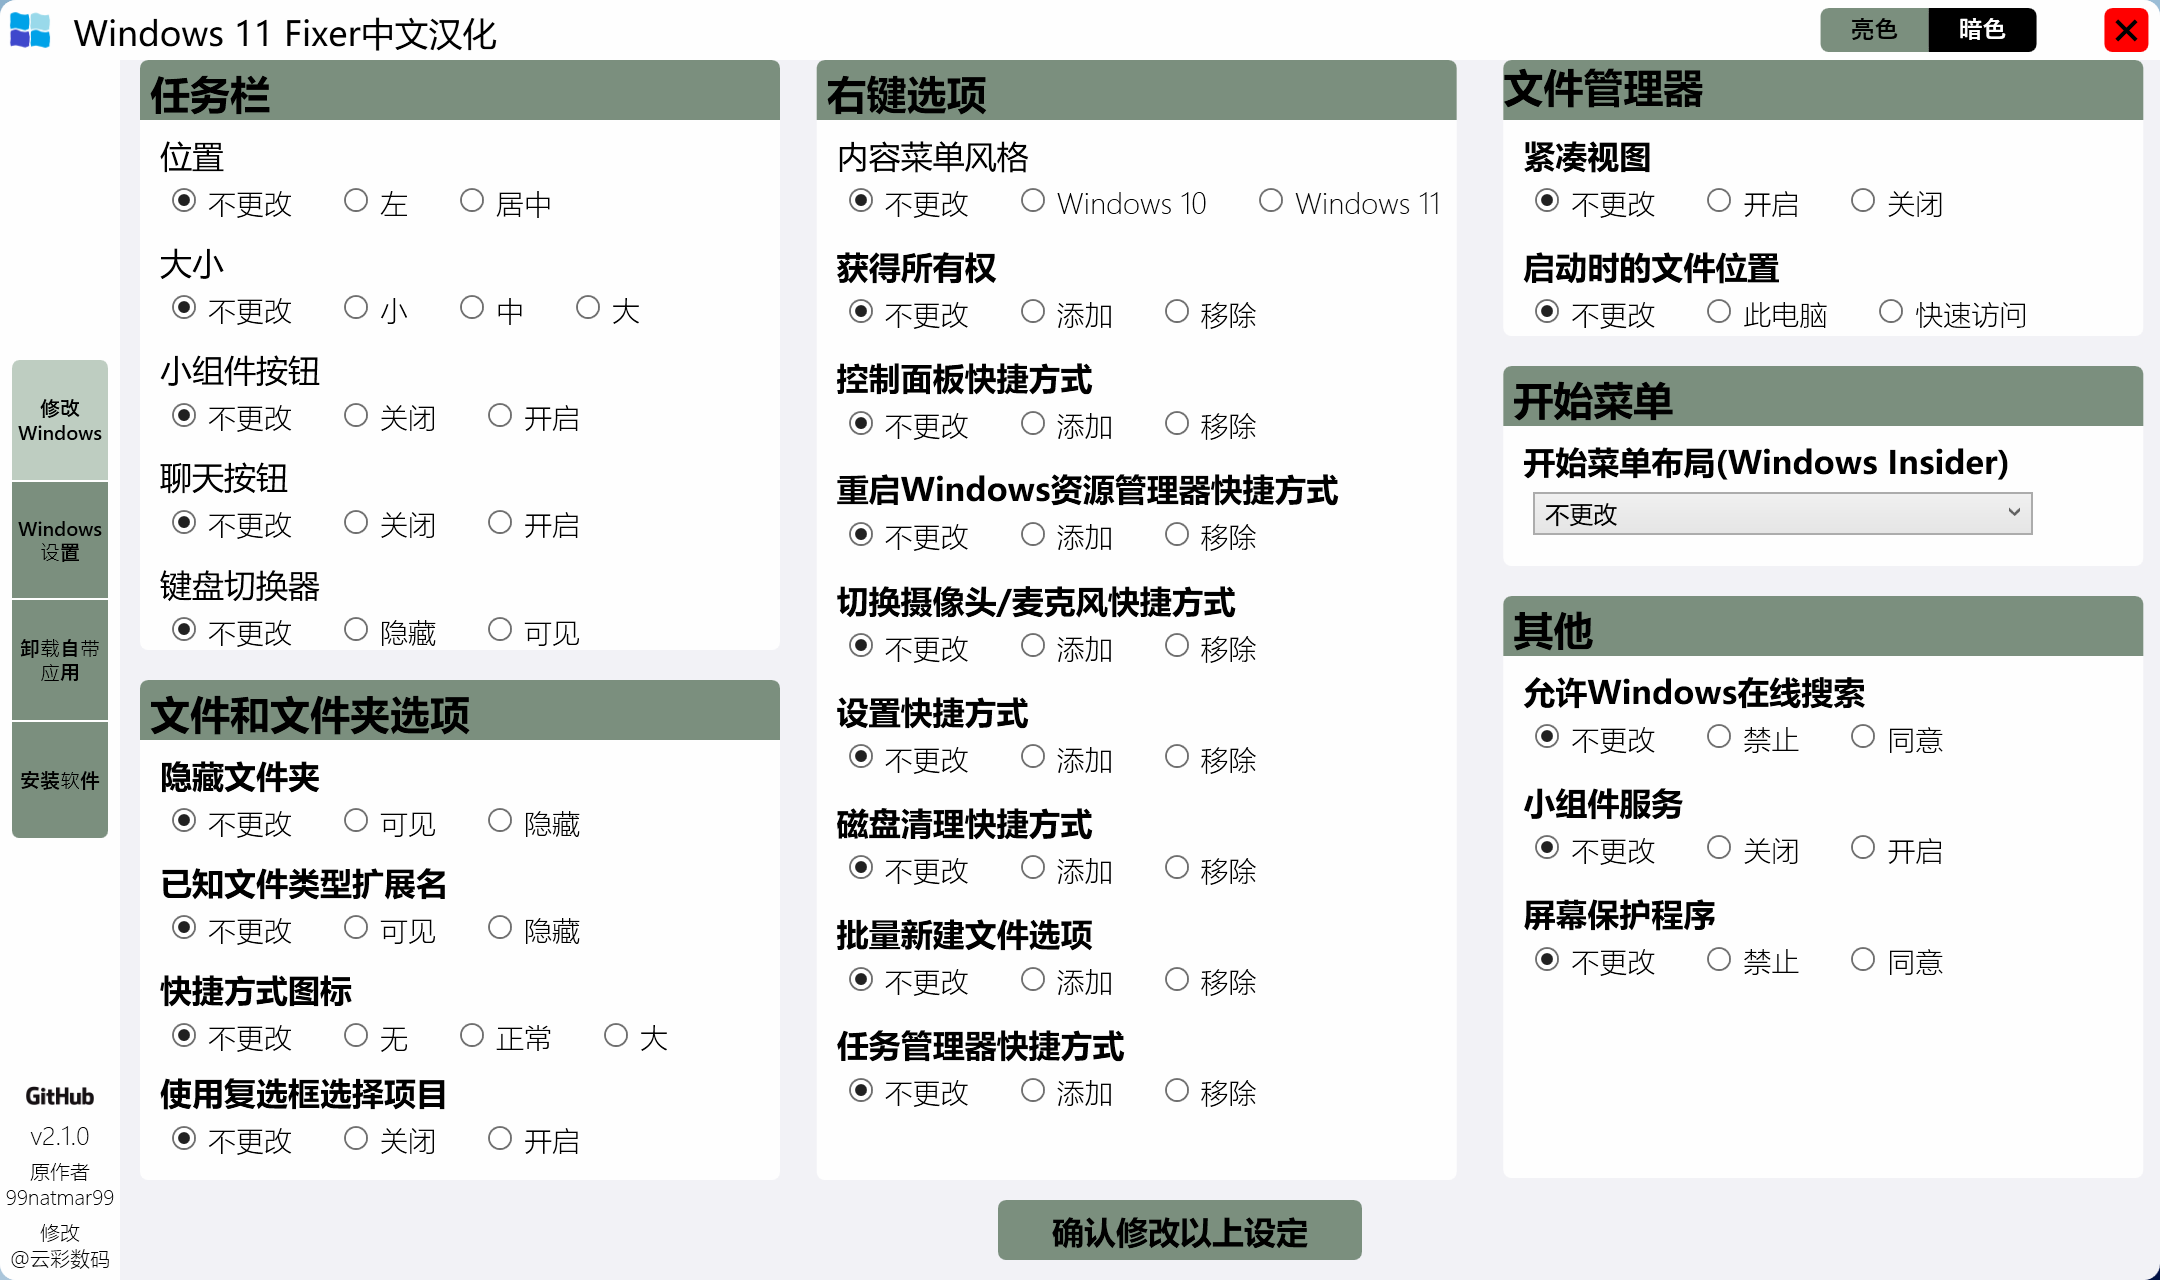 Windows 11 Fixer中文汉化
亮色 暗色
修改
Windows
Windows
设置
卸载自带
应用
安装软件
GitHub
v2.1.0
原作者
99natmar99
修改
@云彩数码
任务栏
位置
不更改 左 居中
大小
不更改 小 中 大
小组件按钮
不更改 关闭 开启
聊天按钮
不更改 关闭 开启
键盘切换器
不更改 隐藏 可见
文件和文件夹选项
隐藏文件夹
不更改 可见 隐藏
已知文件类型扩展名
不更改 可见 隐藏
快捷方式图标
不更改 无 正常 大
使用复选框选择项目
不更改 关闭 开启
右键选项
内容菜单风格
不更改 Windows 10 Windows 11
获得所有权
不更改 添加 移除
控制面板快捷方式
不更改 添加 移除
重启Windows资源管理器快捷方式
不更改 添加 移除
切换摄像头/麦克风快捷方式
不更改 添加 移除
设置快捷方式
不更改 添加 移除
磁盘清理快捷方式
不更改 添加 移除
批量新建文件选项
不更改 添加 移除
任务管理器快捷方式
不更改 添加 移除
文件管理器
紧凑视图
不更改 开启 关闭
启动时的文件位置
不更改 此电脑 快速访问
开始菜单
开始菜单布局(Windows Insider)
不更改
其他
允许Windows在线搜索
不更改 禁止 同意
小组件服务
不更改 关闭 开启
屏幕保护程序
不更改 禁止 同意
确认修改以上设定